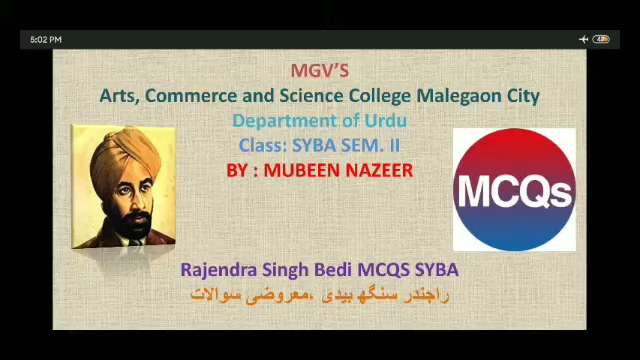 5:02 PM
MGV'S
Arts, Commerce and Science College Malegaon City
Department of Urdu
Class: SYBA SEM. II
BY : MUBEEN NAZEER
MCQs
Rajendra Singh Bedi MCQS SYBA
راجندر سنگھ بیدی ،معروضی سوالات